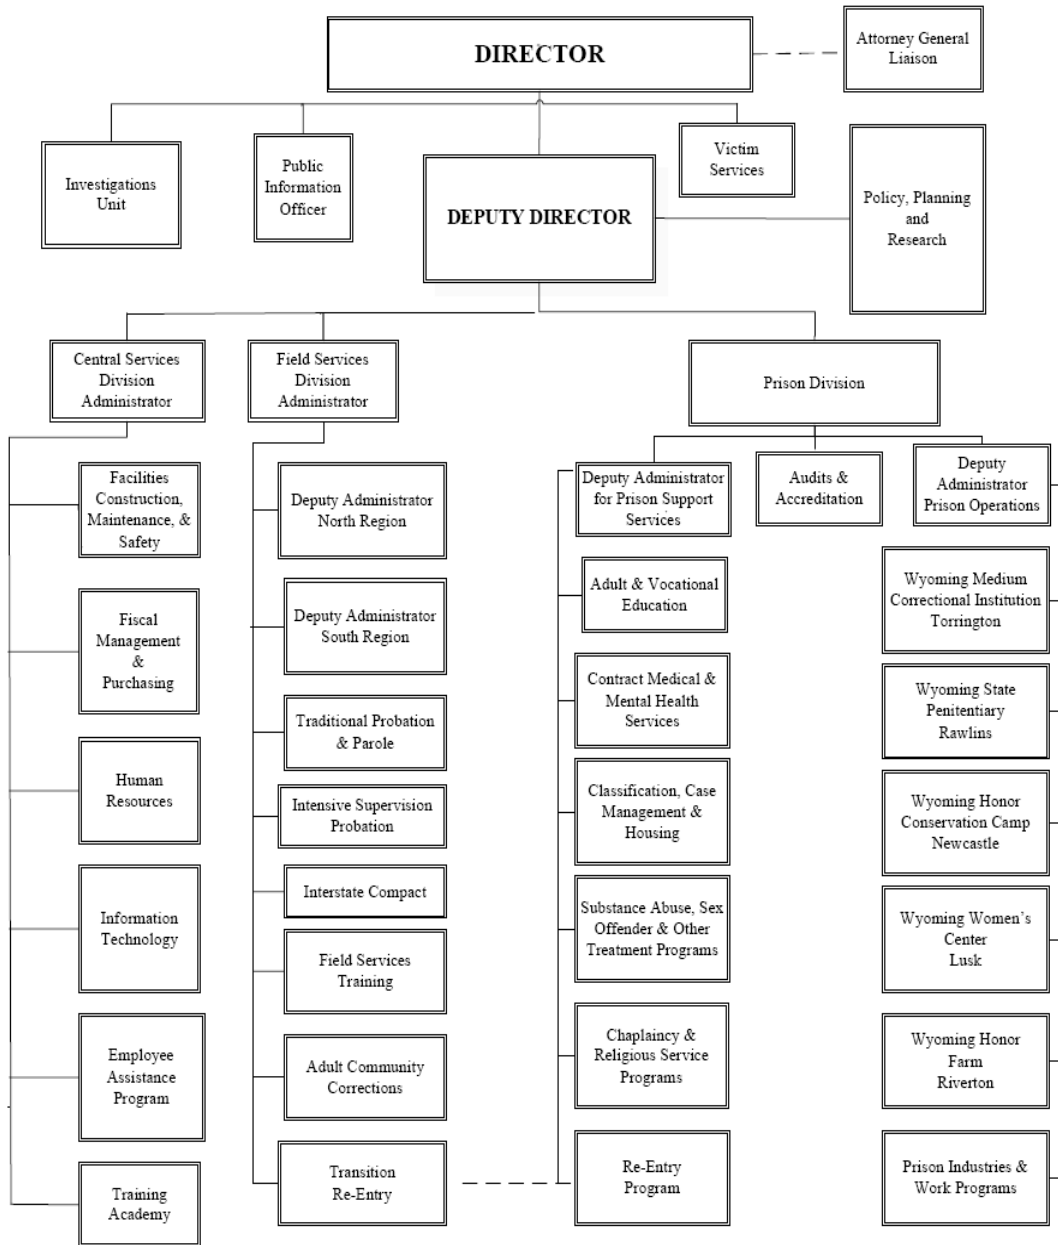 DIRECTOR
Attorney General
Liaison
Investigations
Unit
Public
Information
Officer
Victim
Services
DEPUTY DIRECTOR
Policy, Planning
and
Research
Central Services
Division
Administrator
Field Services
Division
Administrator
Prison Division
Facilities
Construction,
Maintenance, &
Safety
Fiscal
Management
&
Purchasing
Human
Resources
Information
Technology
Employee
Assistance
Program
Training
Academy
Deputy Administrator
North Region
Deputy Administrator
South Region
Traditional Probation
& Parole
Intensive Supervision
Probation
Interstate Compact
Field Services
Training
Adult Community
Corrections
Transition
Re-Entry
Deputy Administrator
for Prison Support
Services
Adult & Vocational
Education
Contract Medical &
Mental Health
Services
Classification, Case
Management &
Housing
Substance Abuse, Sex
Offender & Other
Treatment Programs
Chaplaincy &
Religious Service
Programs
Re-Entry
Program
Audits &
Accreditation
Deputy
Administrator
Prison Operations
Wyoming Medium
Correctional Institution
Torrington
Wyoming State
Penitentiary
Rawlins
Wyoming Honor
Conservation Camp
Newcastle
Wyoming Women's
Center
Lusk
Wyoming Honor
Farm
Riverton
Prison Industries &
Work Programs